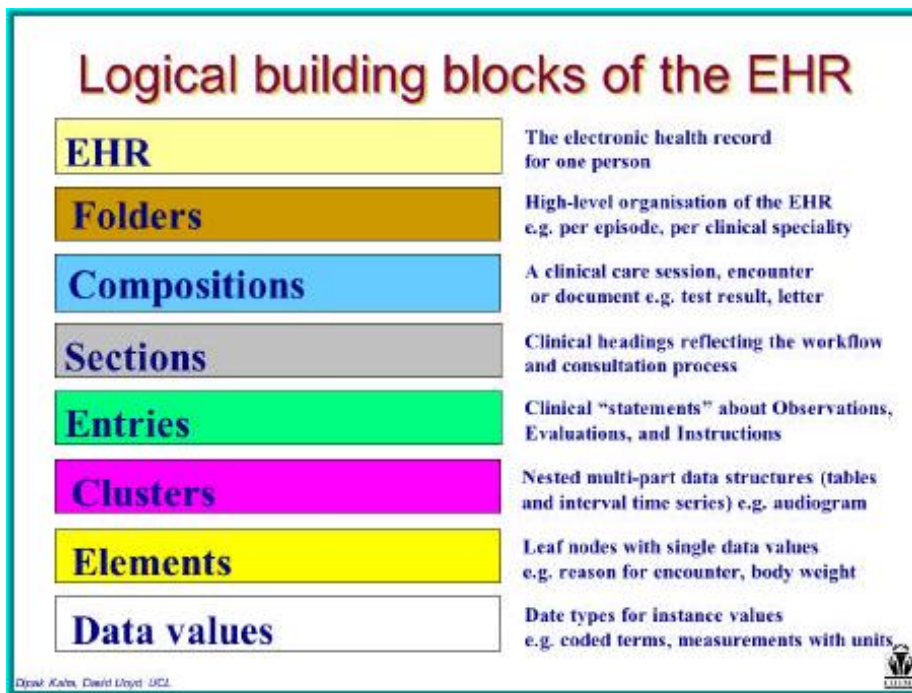 Logical building blocks of the EHR
EHR
The electronic health record
for one person
Folders
High-level organisation of the EHR
e.g. per episode, per clinical speciality
Compositions
A clinical care session, encounter
or document e.g. test result, letter
Sections
Clinical headings reflecting the workflow
and consultation process
Entries
Clinical “statements” about Observations,
Evaluations, and Instructions
Clusters
Nested multi-part data structures (tables
and interval time series) e.g. audiogram
Elements
Leaf nodes with single data values
e.g. reason for encounter, body weight
Data values
Date types for instance values
e.g. coded terms, measurements with units
Dipak Kalra, David Lloyd, UCL